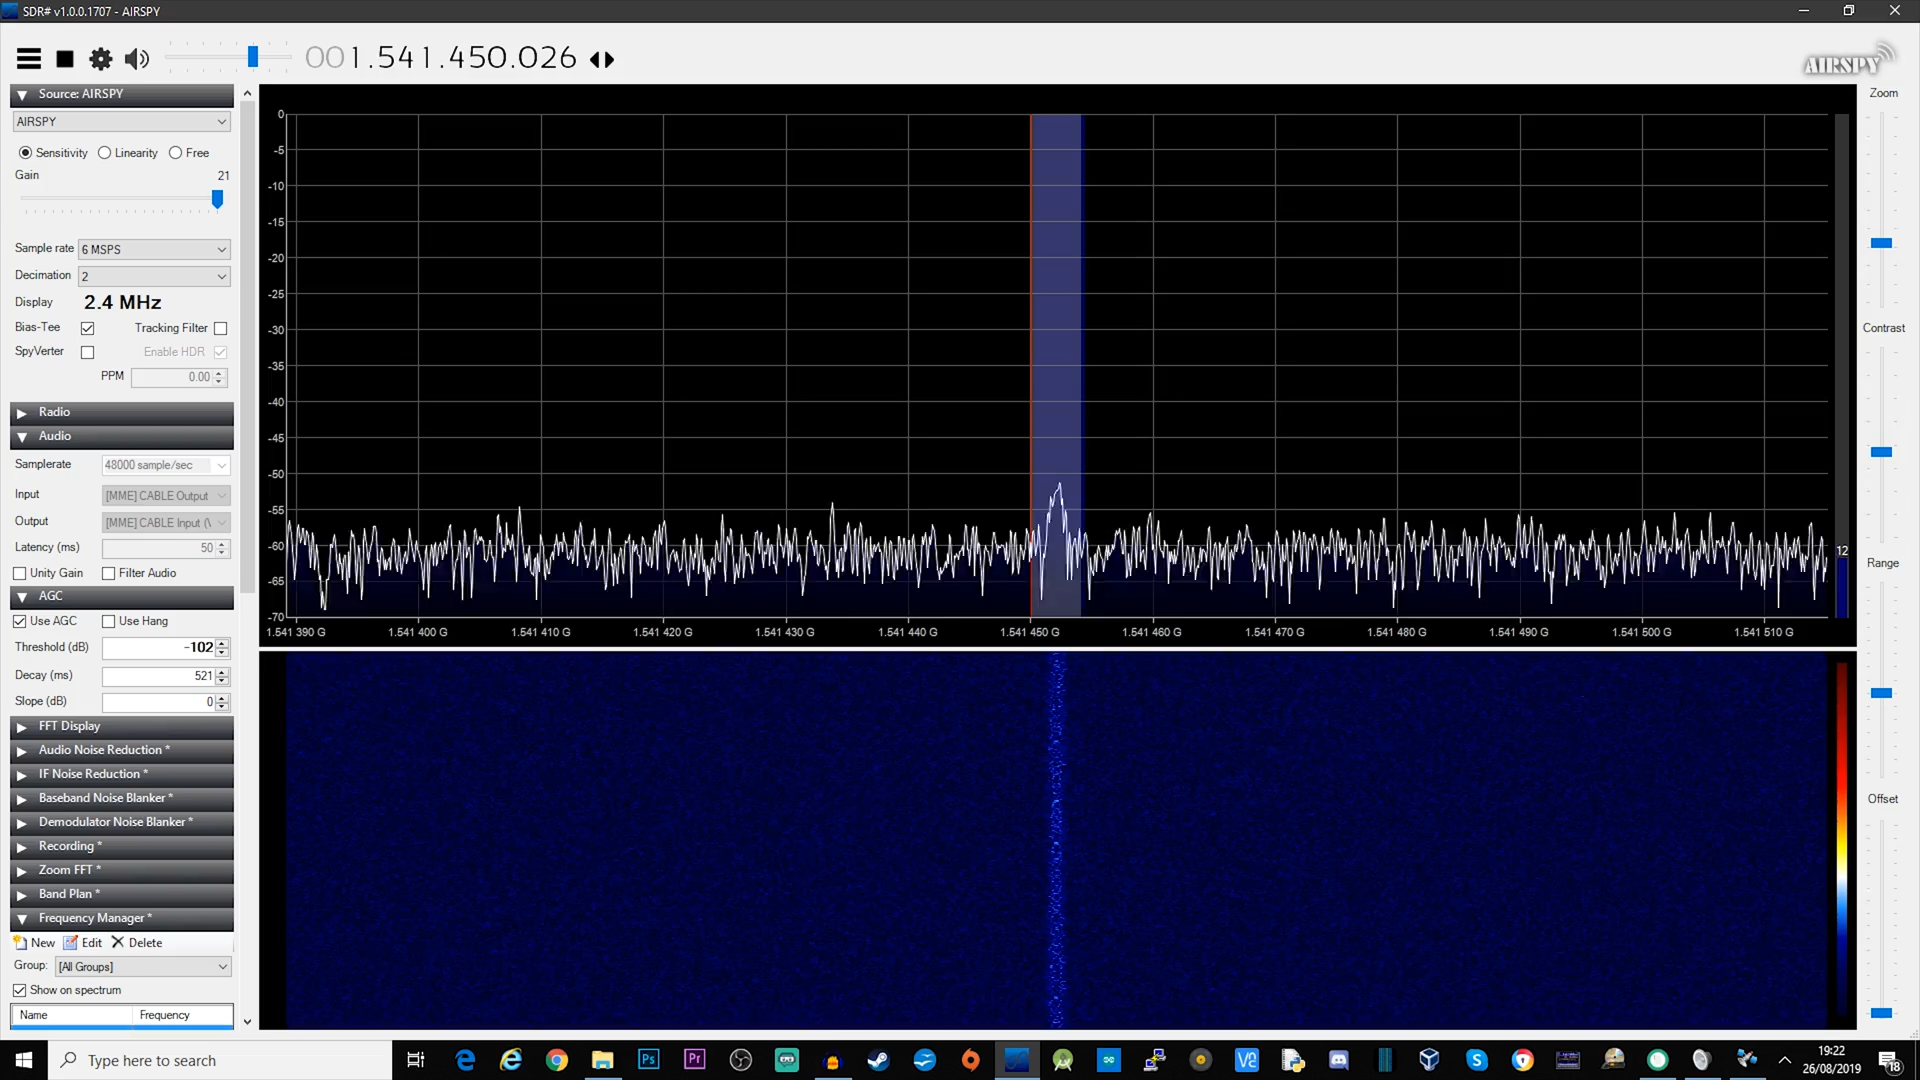 SDR# v1.0.0.1707 - AIRSPY
001.541.450.026
AIRSPY
Source: AIRSPY
AIRSPY
Sensitivity Linearity Free
Gain 21
Sample rate 6 MSPS
Decimation 2
Display 2.4 MHz
Bias-Tee Tracking Filter
SpyVerter Enable HDR
PPM 0.00
Radio
Audio
Samplerate 48000 sample/sec
Input [MME] CABLE Output
Output [MME] CABLE Input (\
Latency (ms) 50
Unity Gain Filter Audio
AGC
Use AGC Use Hang
Threshold (dB) -102
Decay (ms) 521
Slope (dB) 0
FFT Display
Audio Noise Reduction *
IF Noise Reduction *
Baseband Noise Blanker *
Demodulator Noise Blanker *
Recording *
Zoom FFT *
Band Plan *
Frequency Manager *
New Edit Delete
Group: [All Groups]
Show on spectrum
Name Frequency
0
-5
-10
-15
-20
-25
-30
-35
-40
-45
-50
-55
-60
-65
-70
1.541 390 G 1.541 400 G 1.541 410 G 1.541 420 G 1.541 430 G 1.541 440 G 1.541 450 G 1.541 460 G 1.541 470 G 1.541 480 G 1.541 490 G 1.541 500 G 1.541 510 G
12
Zoom
Contrast
Range
Offset
Type here to search
Ps
Pr
19:22
26/08/2019
18